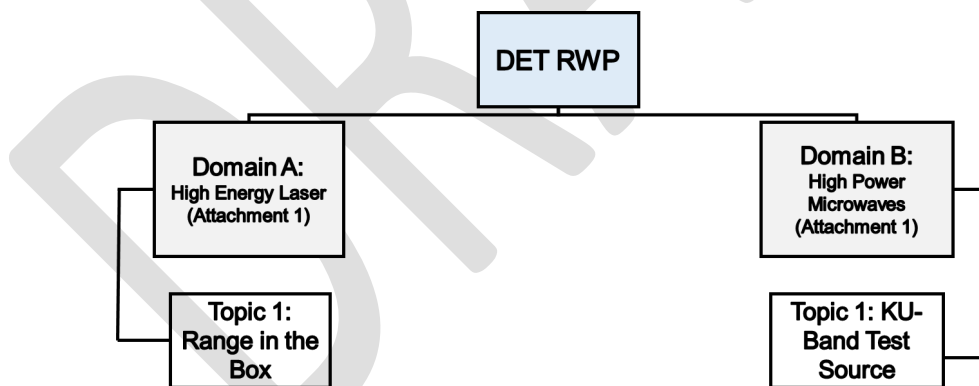 DET RWP
Domain A:
High Energy Laser
(Attachment 1)
Domain B:
High Power
Microwaves
(Attachment 1)
Topic 1:
Range in the
Box
Topic 1: KU-
Band Test
Source